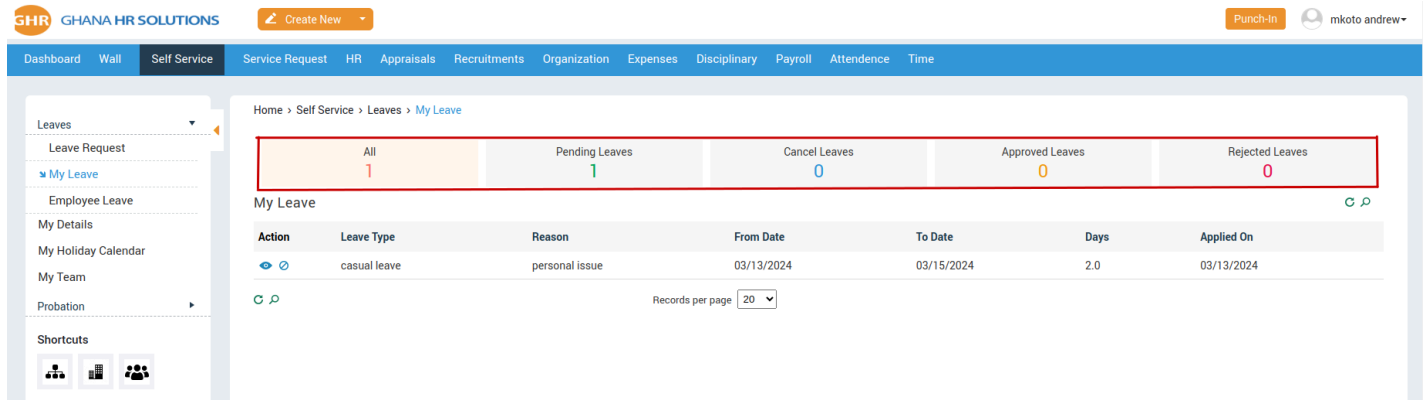 GHR GHANA HR SOLUTIONS Create New Punch-In mkoto andrew
Dashboard Wall Self Service Service Request HR Appraisals Recruitments Organization Expenses Disciplinary Payroll Attendence Time
Home › Self Service › Leaves › My Leave
Leaves
Leave Request
My Leave
Employee Leave
My Details
My Holiday Calendar
My Team
Probation
Shortcuts
All Pending Leaves Cancel Leaves Approved Leaves Rejected Leaves
1 1 0 0 0
My Leave
Action Leave Type Reason From Date To Date Days Applied On
casual leave personal issue 03/13/2024 03/15/2024 2.0 03/13/2024
Records per page 20